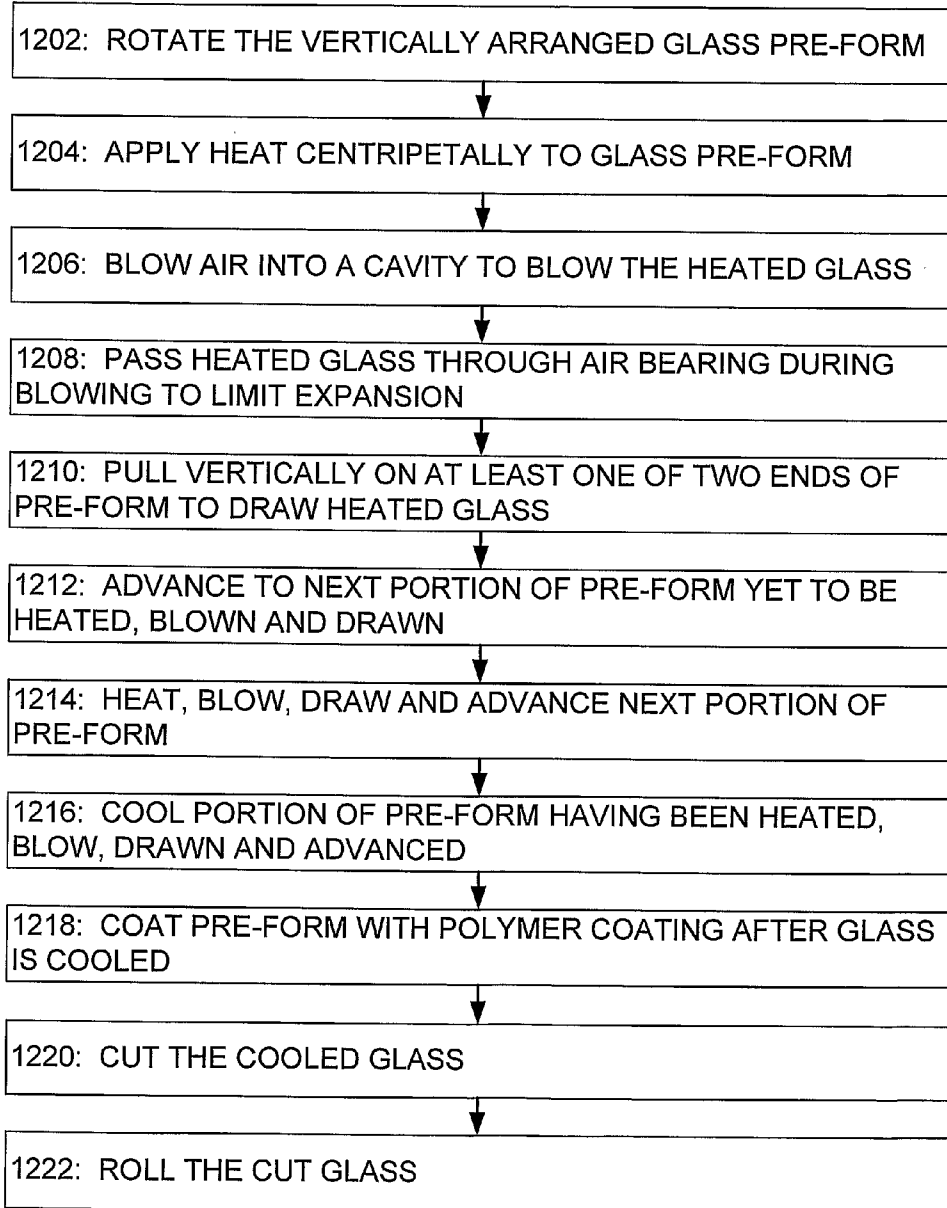 1202: ROTATE THE VERTICALLY ARRANGED GLASS PRE-FORM
1204: APPLY HEAT CENTRIPETALLY TO GLASS PRE-FORM
1206: BLOW AIR INTO A CAVITY TO BLOW THE HEATED GLASS
1208: PASS HEATED GLASS THROUGH AIR BEARING DURING
BLOWING TO LIMIT EXPANSION
1210: PULL VERTICALLY ON AT LEAST ONE OF TWO ENDS OF
PRE-FORM TO DRAW HEATED GLASS
1212: ADVANCE TO NEXT PORTION OF PRE-FORM YET TO BE
HEATED, BLOWN AND DRAWN
1214: HEAT, BLOW, DRAW AND ADVANCE NEXT PORTION OF
PRE-FORM
1216: COOL PORTION OF PRE-FORM HAVING BEEN HEATED,
BLOW, DRAWN AND ADVANCED
1218: COAT PRE-FORM WITH POLYMER COATING AFTER GLASS
IS COOLED
1220: CUT THE COOLED GLASS
1222: ROLL THE CUT GLASS